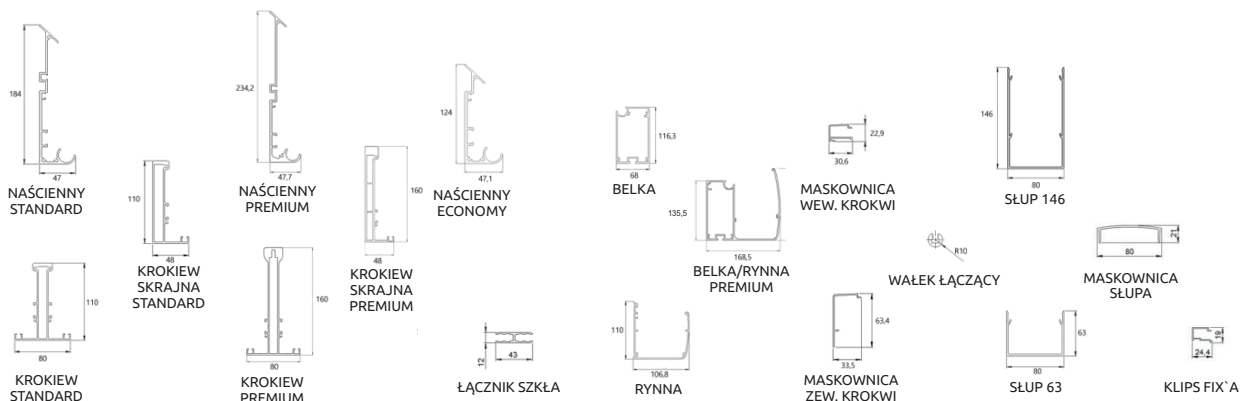 184
47
NAŚCIENNY
STANDARD
110
48
KROKIEW
SKRAJNA
STANDARD
110
80
KROKIEW
STANDARD
234,2
47,7
NAŚCIENNY
PREMIUM
160
48
KROKIEW
SKRAJNA
PREMIUM
160
80
KROKIEW
PREMIUM
124
47,1
NAŚCIENNY
ECONOMY
12
43
ŁĄCZNIK SZKŁA
116,3
68
BELKA
135,5
168,5
BELKA/RYNNA
PREMIUM
110
106,8
RYNNA
22,9
30,6
MASKOWNICA
WEW. KROKWI
R10
WAŁEK ŁĄCZĄCY
63,4
33,5
MASKOWNICA
ZEW. KROKWI
146
80
SŁUP 146
21
80
MASKOWNICA
SŁUPA
63
80
SŁUP 63
19
24,4
KLIPS FIX`A